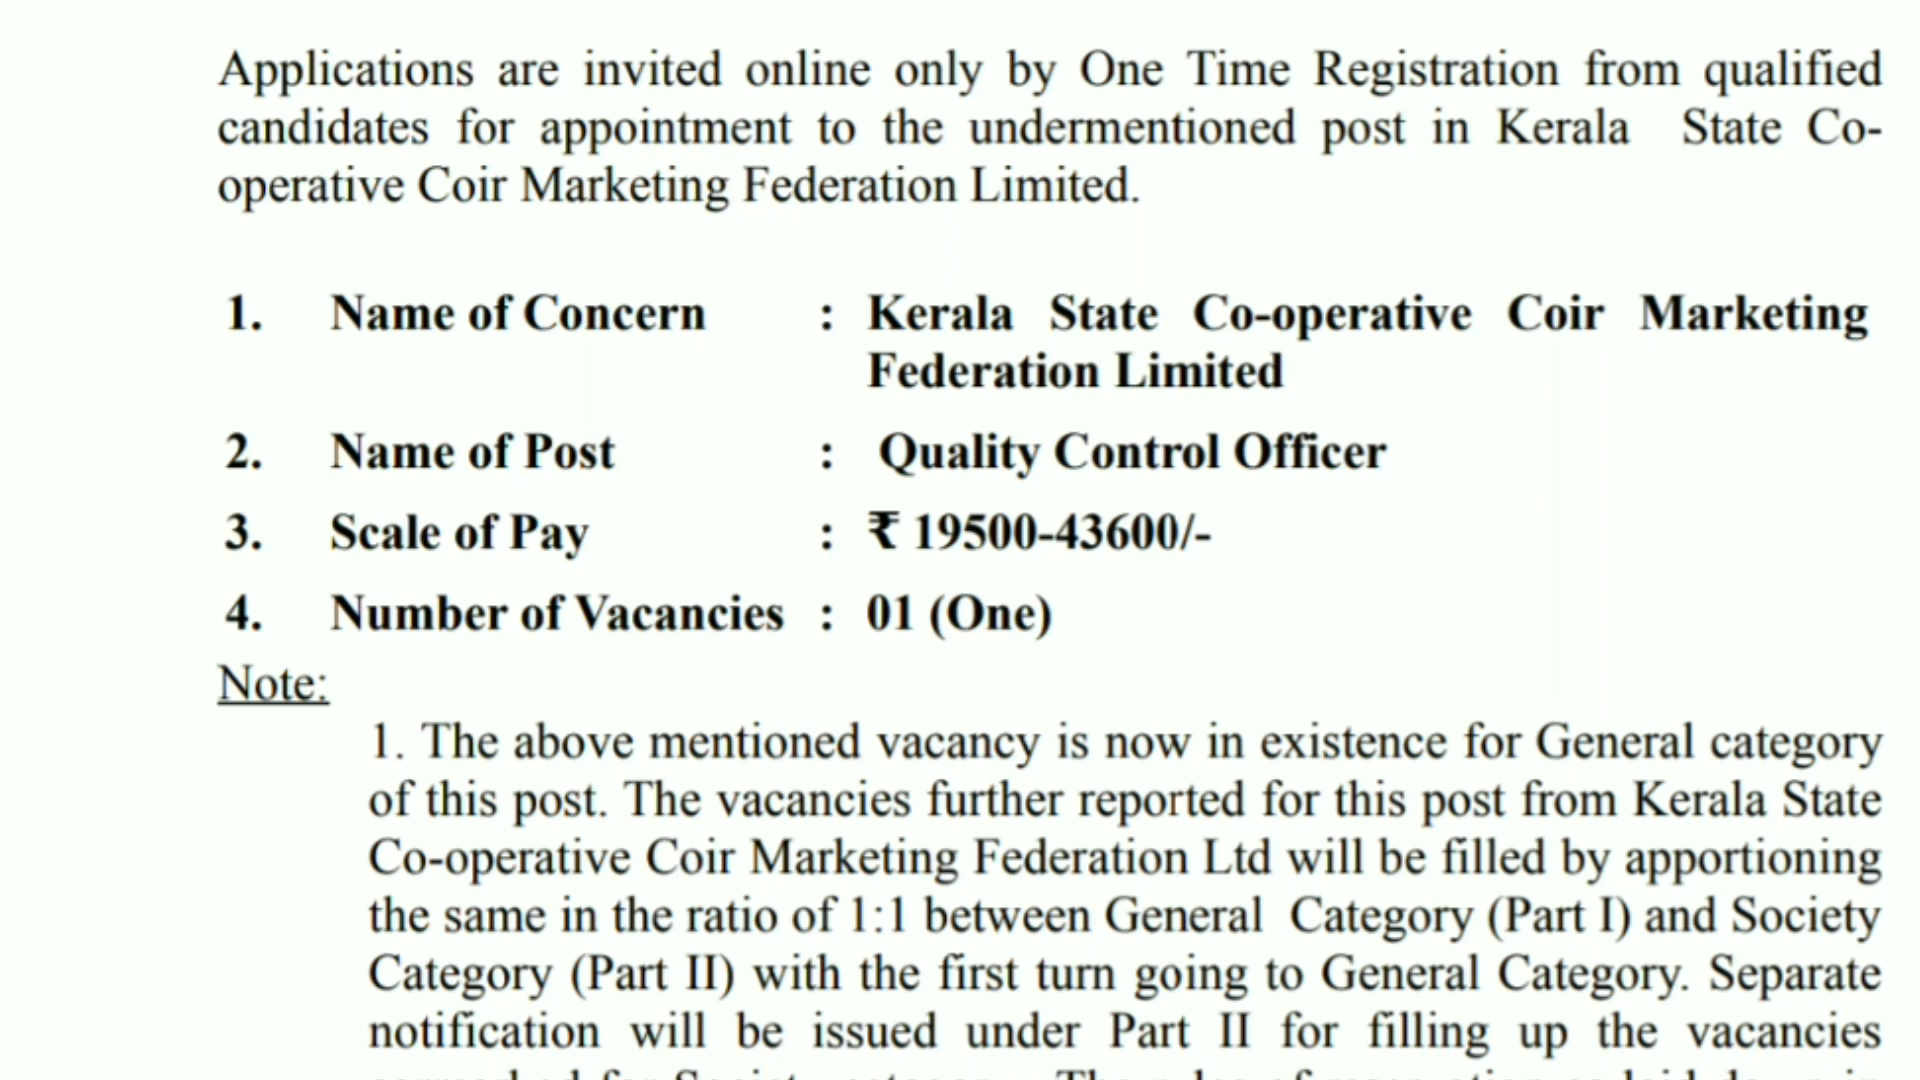 Applications are invited online only by One Time Registration from qualified
candidates for appointment to the undermentioned post in Kerala State Co-
operative Coir Marketing Federation Limited.
1. Name of Concern : Kerala State Co-operative Coir Marketing
Federation Limited
2. Name of Post : Quality Control Officer
3. Scale of Pay : ₹ 19500-43600/-
4. Number of Vacancies : 01 (One)
Note:
1. The above mentioned vacancy is now in existence for General category
of this post. The vacancies further reported for this post from Kerala State
Co-operative Coir Marketing Federation Ltd will be filled by apportioning
the same in the ratio of 1:1 between General Category (Part I) and Society
Category (Part II) with the first turn going to General Category. Separate
notification will be issued under Part II for filling up the vacancies